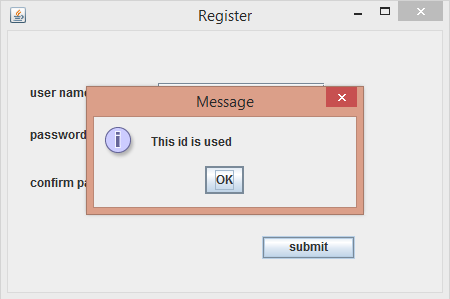 Register
user name
Message
This id is used
password
OK
confirm pa
submit